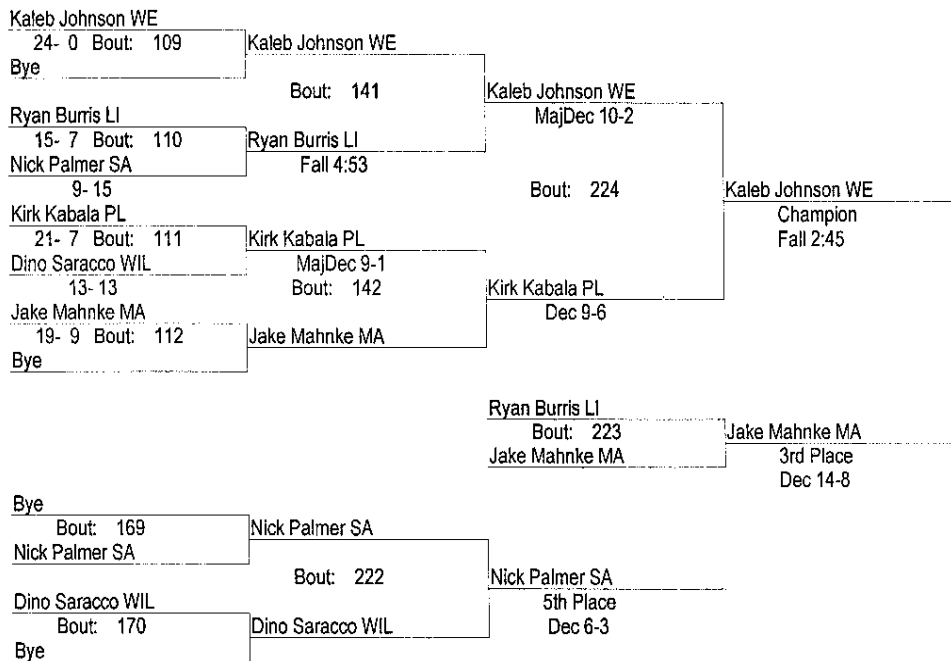 Kaleb Johnson WE
24- 0 Bout: 109
Bye
Kaleb Johnson WE
Bout: 141
Ryan Burris LI
15- 7 Bout: 110
Nick Palmer SA
9- 15
Ryan Burris LI
Fall 4:53
Kaleb Johnson WE
MajDec 10-2
Bout: 224
Kirk Kabala PL
21- 7 Bout: 111
Dino Saracco WIL
13- 13
Kirk Kabala PL
MajDec 9-1
Bout: 142
Jake Mahnke MA
19- 9 Bout: 112
Bye
Jake Mahnke MA
Kirk Kabala PL
Dec 9-6
Kaleb Johnson WE
Champion
Fall 2:45
Ryan Burris LI
Bout: 223
Jake Mahnke MA
Jake Mahnke MA
3rd Place
Dec 14-8
Bye
Bout: 169
Nick Palmer SA
Nick Palmer SA
Bout: 222
Dino Saracco WIL
Bout: 170
Bye
Dino Saracco WIL
Nick Palmer SA
5th Place
Dec 6-3